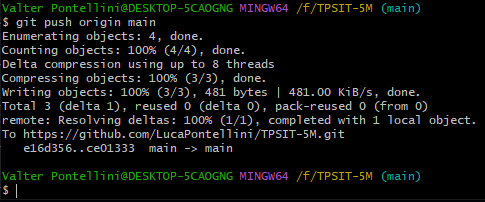 Valter Pontellini@DESKTOP-5CAOGNG MINGW64 /f/TPSIT-5M (main)
$ git push origin main
Enumerating objects: 4, done.
Counting objects: 100% (4/4), done.
Delta compression using up to 8 threads
Compressing objects: 100% (3/3), done.
Writing objects: 100% (3/3), 481 bytes | 481.00 KiB/s, done.
Total 3 (delta 1), reused 0 (delta 0), pack-reused 0 (from 0)
remote: Resolving deltas: 100% (1/1), completed with 1 local object.
To https://github.com/LucaPontellini/TPSIT-5M.git
   e16d356..ce01333  main -> main
Valter Pontellini@DESKTOP-5CAOGNG MINGW64 /f/TPSIT-5M (main)
$